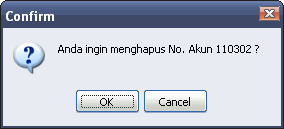 Confirm
Anda ingin menghapus No. Akun 110302 ?
OK
Cancel